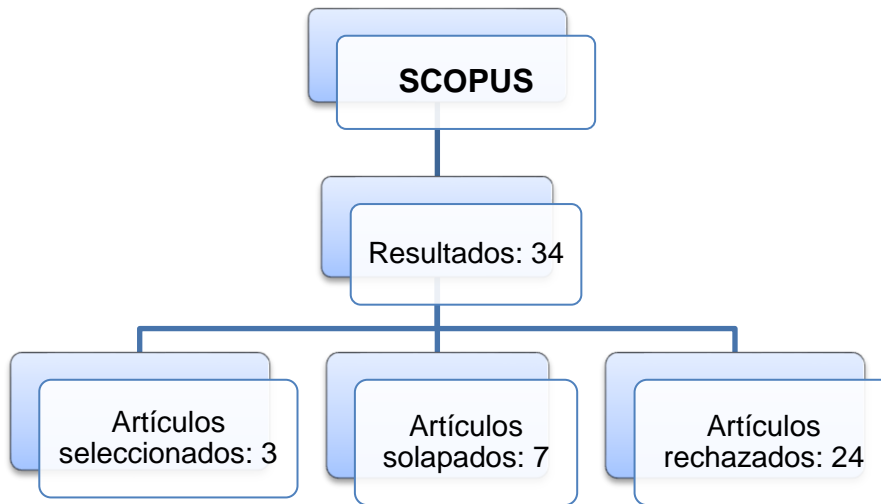 SCOPUS
Resultados: 34
Artículos
seleccionados: 3
Artículos
solapados: 7
Artículos
rechazados: 24